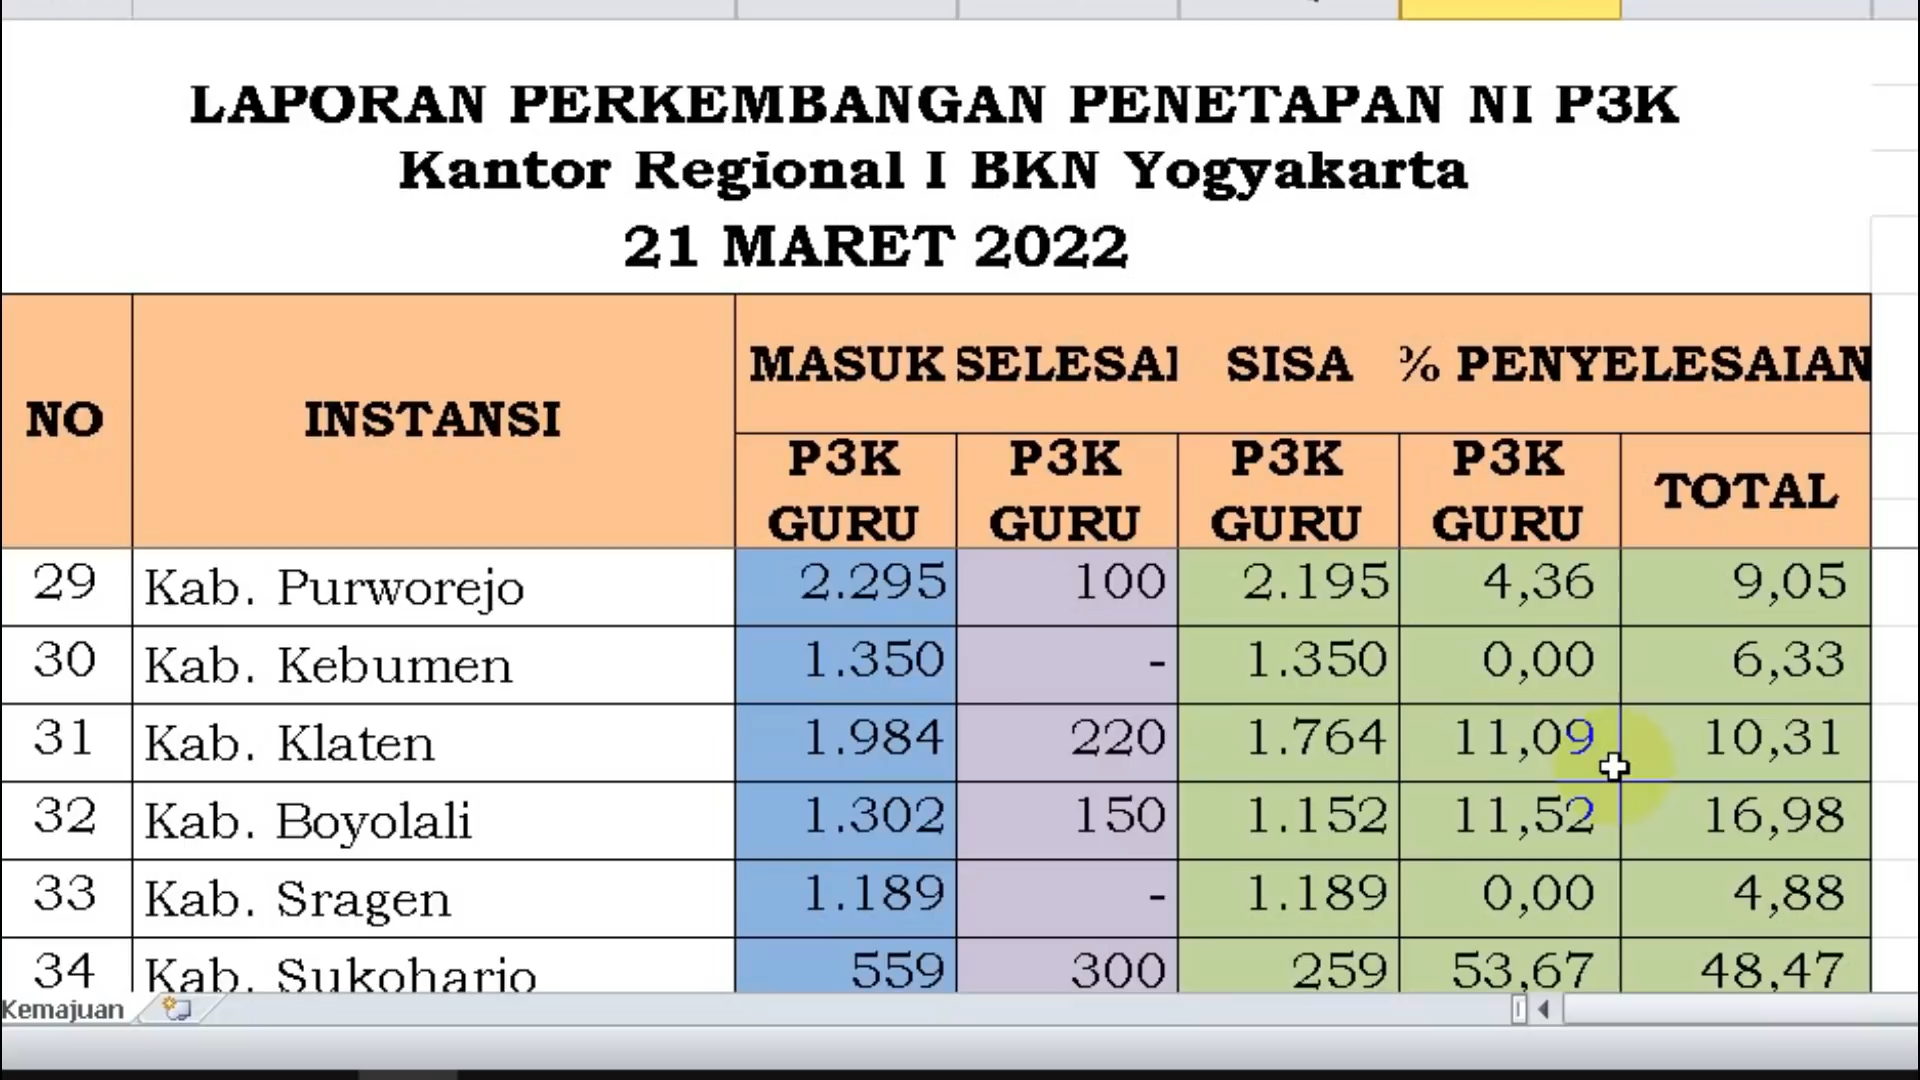 LAPORAN PERKEMBANGAN PENETAPAN NI P3K
Kantor Regional I BKN Yogyakarta
21 MARET 2022
NO INSTANSI MASUK SELESAI SISA % PENYELESAIAN
P3K GURU P3K GURU P3K GURU P3K GURU TOTAL
29 Kab. Purworejo 2.295 100 2.195 4,36 9,05
30 Kab. Kebumen 1.350 - 1.350 0,00 6,33
31 Kab. Klaten 1.984 220 1.764 11,09 10,31
32 Kab. Boyolali 1.302 150 1.152 11,52 16,98
33 Kab. Sragen 1.189 - 1.189 0,00 4,88
34 Kab. Sukoharjo 559 300 259 53,67 48,47
Kemajuan